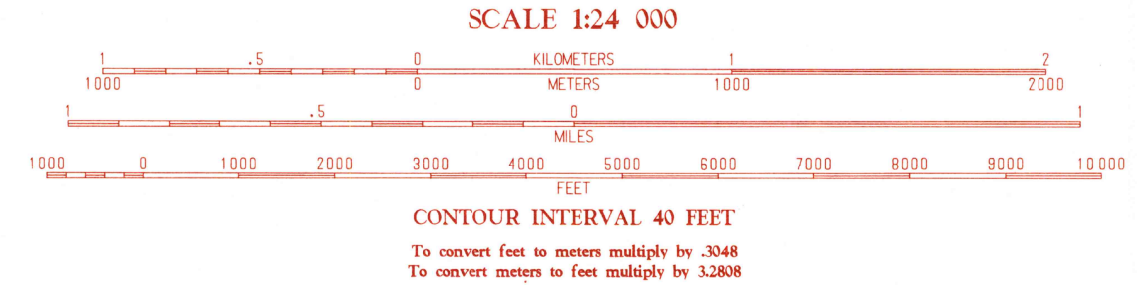 SCALE 1:24 000
1 .5 0 KILOMETERS 1 2
1000 0 METERS 1000 2000
1 .5 0 1
MILES
1000 0 1000 2000 3000 4000 5000 6000 7000 8000 9000 10 000
FEET
CONTOUR INTERVAL 40 FEET
To convert feet to meters multiply by .3048
To convert meters to feet multiply by 3.2808